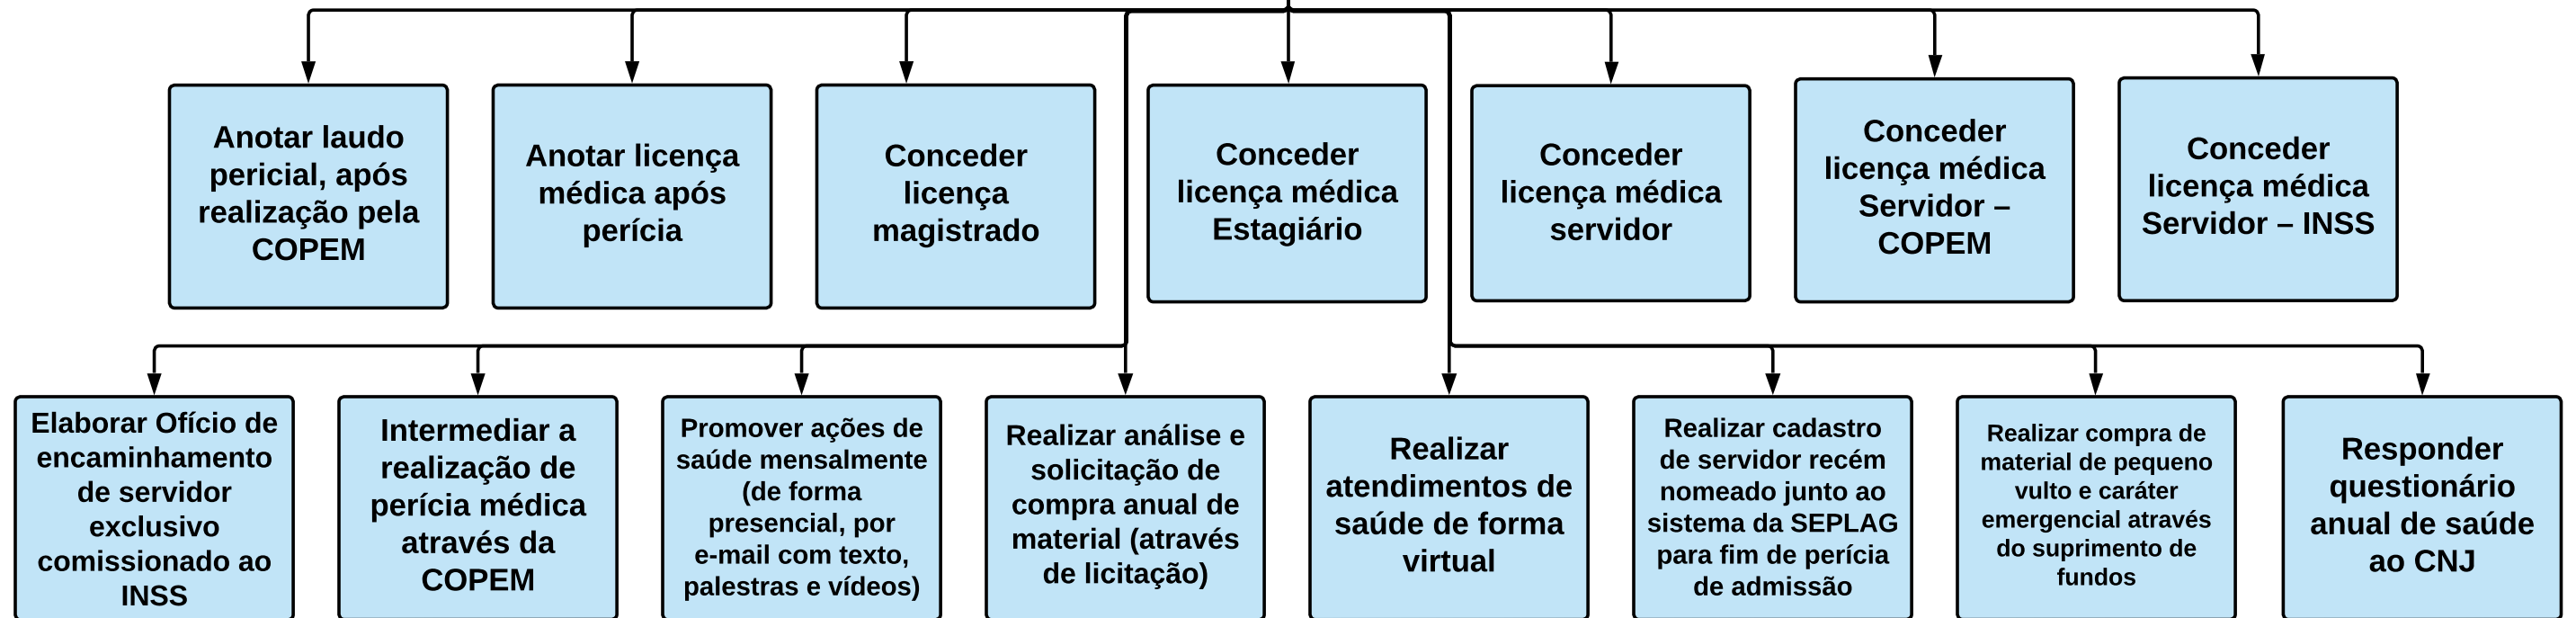 Anotar laudo
pericial, após
realização pela
COPEM
Anotar licença
médica após
perícia
Conceder
licença
magistrado
Conceder
licença médica
Estagiário
Conceder
licença médica
servidor
Conceder
licença médica
Servidor –
COPEM
Conceder
licença médica
Servidor – INSS
Elaborar Ofício de
encaminhamento
de servidor
exclusivo
comissionado ao
INSS
Intermediar a
realização de
perícia médica
através da
COPEM
Promover ações de
saúde mensalmente
(de forma
presencial, por
e-mail com texto,
palestras e vídeos)
Realizar análise e
solicitação de
compra anual de
material (através
de licitação)
Realizar
atendimentos de
saúde de forma
virtual
Realizar cadastro
de servidor recém
nomeado junto ao
sistema da SEPLAG
para fim de perícia
de admissão
Realizar compra de
material de pequeno
vulto e caráter
emergencial através
do suprimento de
fundos
Responder
questionário
anual de saúde
ao CNJ